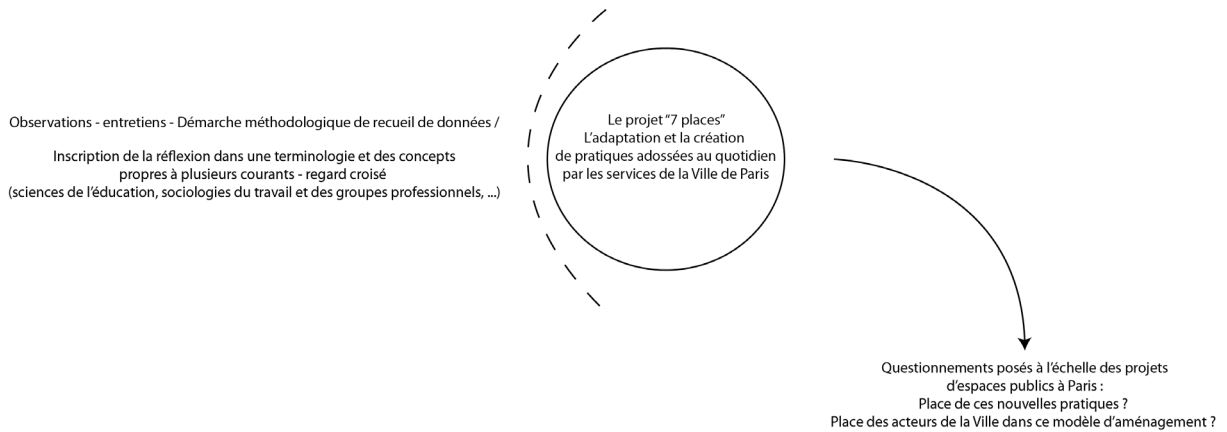 Observations - entretiens - Démarche méthodologique de recueil de données /
Inscription de la réflexion dans une terminologie et des concepts
propres à plusieurs courants - regard croisé
(sciences de l'éducation, sociologies du travail et des groupes professionnels, ...)
Le projet "7 places"
L'adaptation et la création
de pratiques adossées au quotidien
par les services de la Ville de Paris
Questionnements posés à l'échelle des projets
d'espaces publics à Paris :
Place de ces nouvelles pratiques ?
Place des acteurs de la Ville dans ce modèle d'aménagement ?